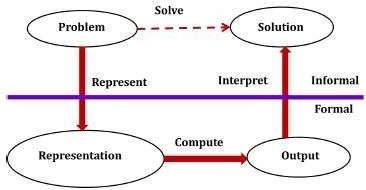 Solve
Problem
Solution
Represent
Interpret
Informal
Formal
Compute
Representation
Output